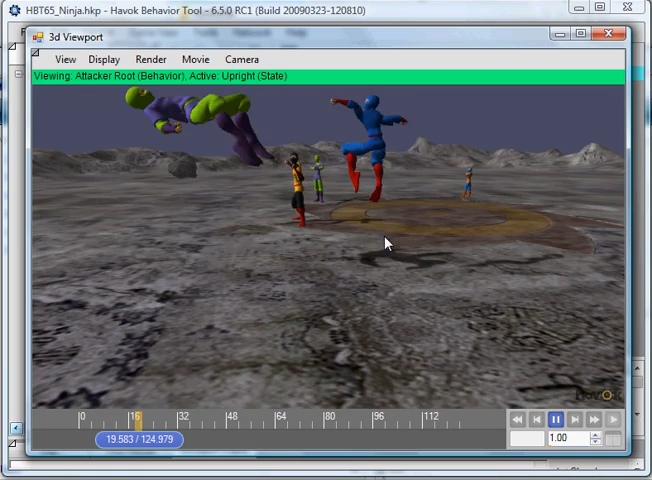 HBT65_Ninja.hkp - Havok Behavior Tool - 6.5.0 RC1 (Build 20090323-120810)
3d Viewport
View Display Render Movie Camera
Viewing: Attacker Root (Behavior), Active: Upright (State)
havok
0 16 32 48 64 80 96 112
19.583 / 124.979
1.00